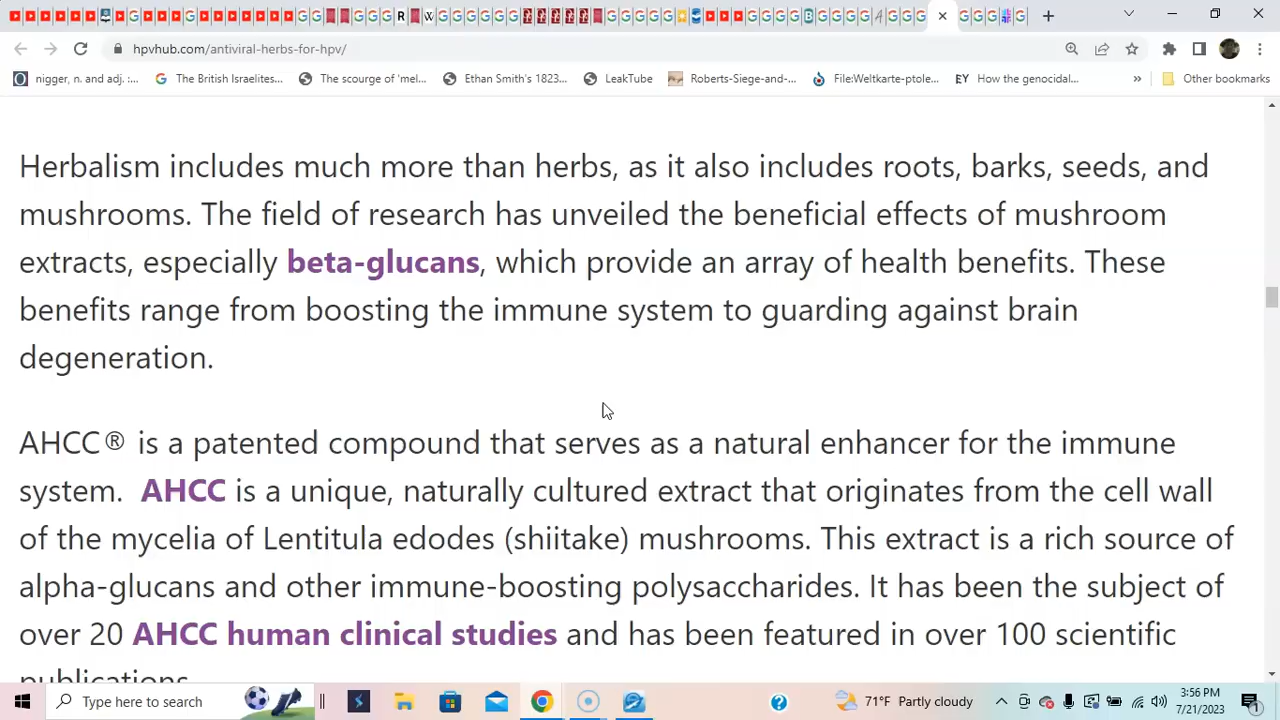 hpvhub.com/antiviral-herbs-for-hpv/
nigger, n. and adj. :...
The British Israelites...
The scourge of 'mel...
Ethan Smith's 1823...
LeakTube
Roberts-Siege-and-...
File:Weltkarte-ptole...
EY How the genocidal...
»
Other bookmarks
Herbalism includes much more than herbs, as it also includes roots, barks, seeds, and
mushrooms. The field of research has unveiled the beneficial effects of mushroom
extracts, especially beta-glucans, which provide an array of health benefits. These
benefits range from boosting the immune system to guarding against brain
degeneration.
AHCC® is a patented compound that serves as a natural enhancer for the immune
system. AHCC is a unique, naturally cultured extract that originates from the cell wall
of the mycelia of Lentitula edodes (shiitake) mushrooms. This extract is a rich source of
alpha-glucans and other immune-boosting polysaccharides. It has been the subject of
over 20 AHCC human clinical studies and has been featured in over 100 scientific
publications.
Type here to search
71°F Partly cloudy
3:56 PM
7/21/2023
1